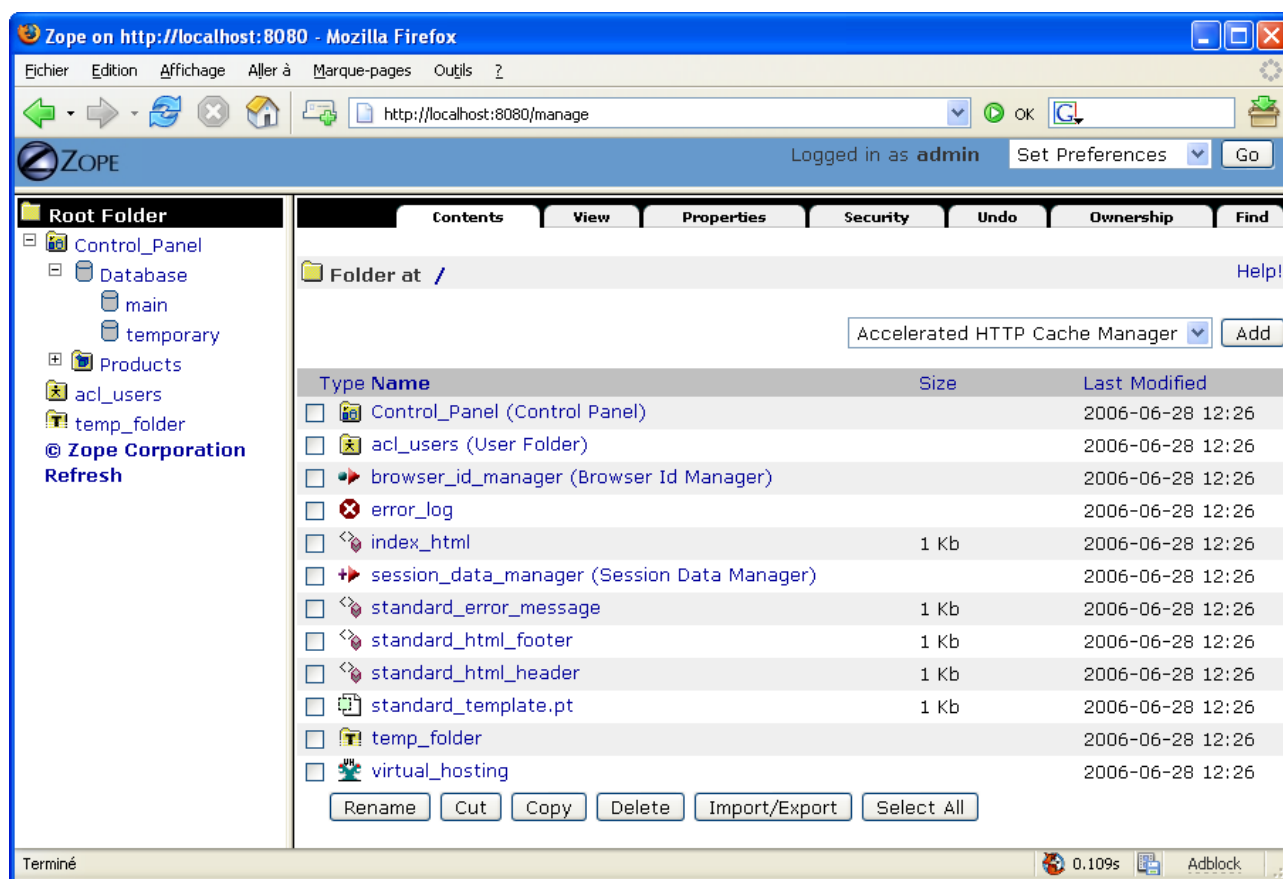 Zope on http://localhost:8080 - Mozilla Firefox
Fichier Edition Affichage Aller à Marque-pages Outils ?
http://localhost:8080/manage OK G
ZOPE Logged in as admin Set Preferences Go
Root Folder
Control_Panel
Database
main
temporary
Products
acl_users
temp_folder
© Zope Corporation
Refresh
Contents View Properties Security Undo Ownership Find
Folder at / Help!
Accelerated HTTP Cache Manager Add
Type Name Size Last Modified
Control_Panel (Control Panel) 2006-06-28 12:26
acl_users (User Folder) 2006-06-28 12:26
browser_id_manager (Browser Id Manager) 2006-06-28 12:26
error_log 2006-06-28 12:26
index_html 1 Kb 2006-06-28 12:26
session_data_manager (Session Data Manager) 2006-06-28 12:26
standard_error_message 1 Kb 2006-06-28 12:26
standard_html_footer 1 Kb 2006-06-28 12:26
standard_html_header 1 Kb 2006-06-28 12:26
standard_template.pt 1 Kb 2006-06-28 12:26
temp_folder 2006-06-28 12:26
virtual_hosting 2006-06-28 12:26
Rename Cut Copy Delete Import/Export Select All
Terminé 0.109s Adblock